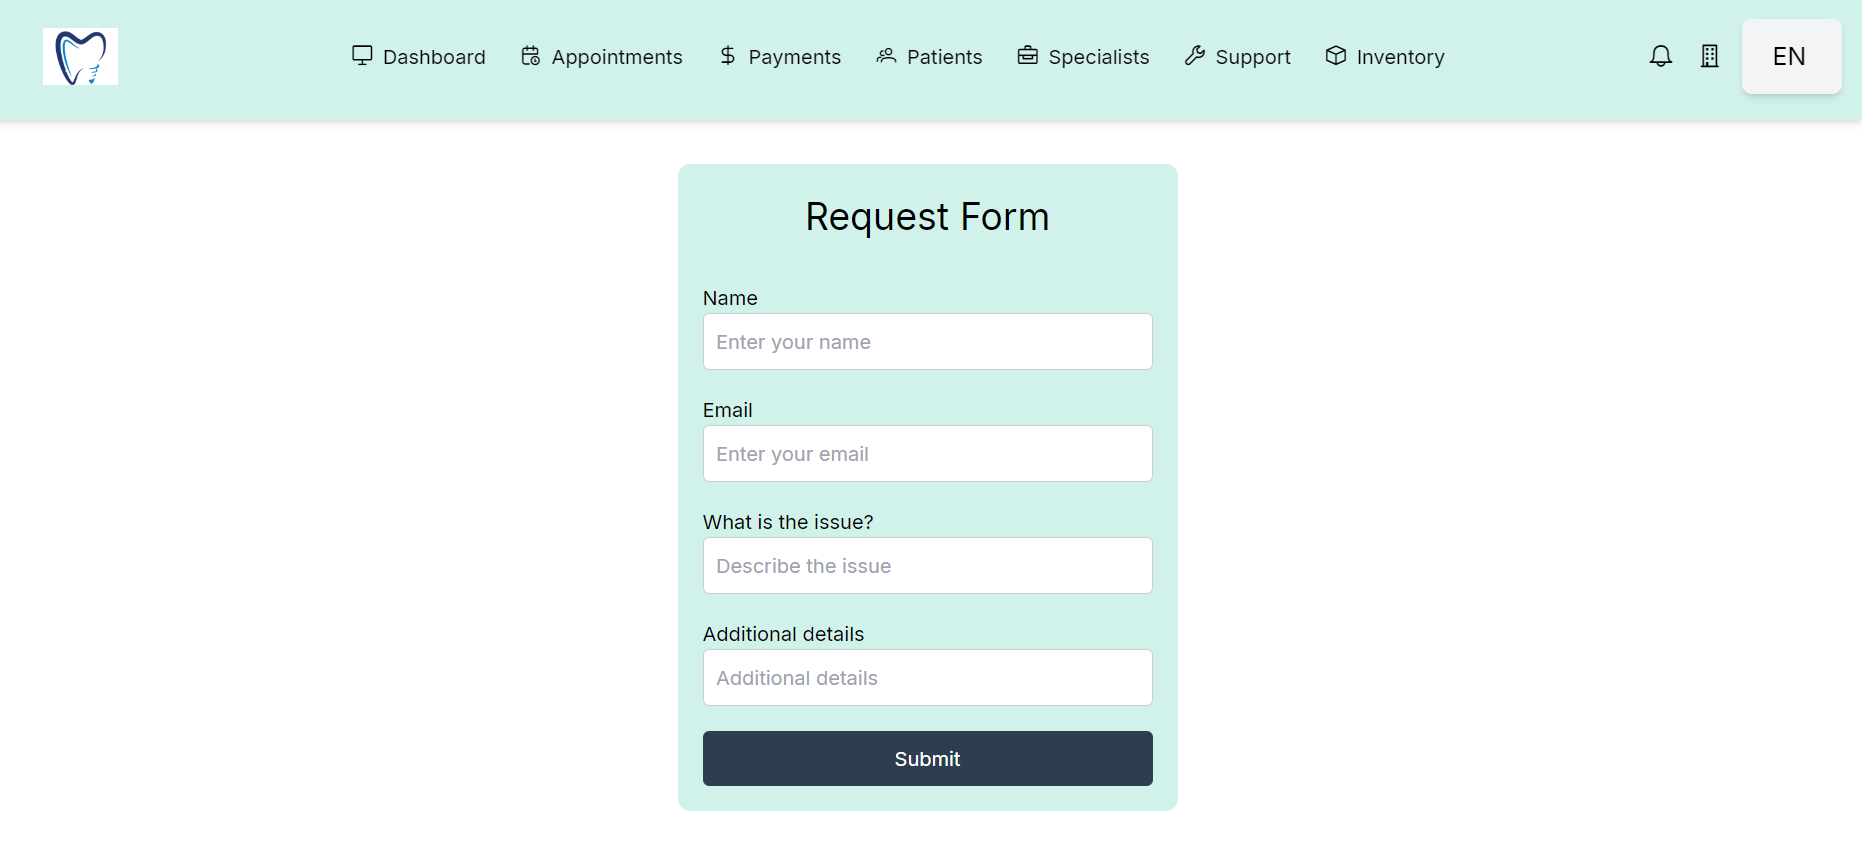 Dashboard Appointments Payments Patients Specialists Support Inventory EN
Request Form
Name
Enter your name
Email
Enter your email
What is the issue?
Describe the issue
Additional details
Additional details
Submit